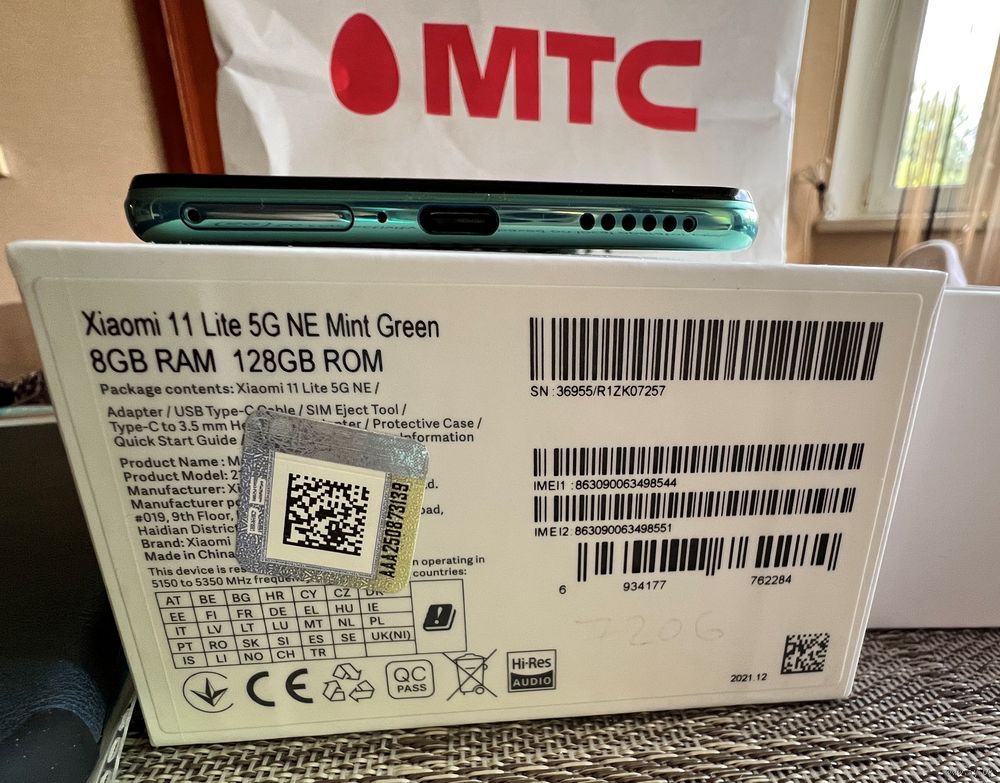 МТС
Xiaomi 11 Lite 5G NE Mint Green
8GB RAM 128GB ROM
Package contents: Xiaomi 11 Lite 5G NE /
Adapter / USB Type-C Cable / SIM Eject Tool /
Type-C to 3.5 mm / Protective Case /
Quick Start Guide /
Product Name :
Product Model:
Manufacturer:
Manufacturer
#019, 9th Floor,
Haidian
Brand: Xiaomi
Made in China
This device is operating in
5150 to 5350 MHz countries:
AT BE BG HR CY CZ
EE FI FR DE EL HU IE
IT LV LT LU MT NL PL
PT RO SK SI ES SE UK(NI)
IS LI NO CH TR
AAA250873139
SN : 36955/R1ZK07257
IMEI1 : 863090063498544
IMEI2: 863090063498551
6 934177 762284
7206
2021.12
CE
QC
PASS
Hi-Res
AUDIO